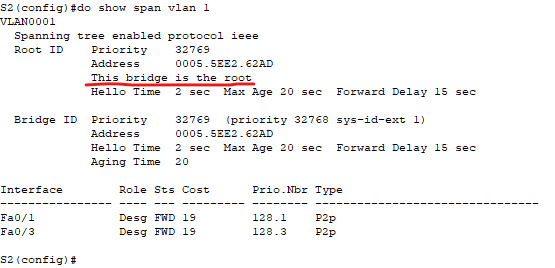 S2(config)#do show span vlan 1
VLAN0001
  Spanning tree enabled protocol ieee
  Root ID    Priority    32769
             Address     0005.5EE2.62AD
             This bridge is the root
             Hello Time  2 sec  Max Age 20 sec  Forward Delay 15 sec

  Bridge ID  Priority    32769  (priority 32768 sys-id-ext 1)
             Address     0005.5EE2.62AD
             Hello Time  2 sec  Max Age 20 sec  Forward Delay 15 sec
             Aging Time  20

Interface        Role Sts Cost      Prio.Nbr Type
---------------- ---- --- --------- -------- --------------------------------
Fa0/1            Desg FWD 19        128.1    P2p
Fa0/3            Desg FWD 19        128.3    P2p

S2(config)#